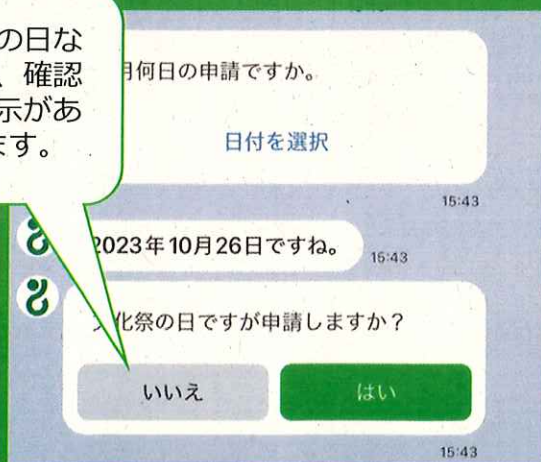 の日な
、確認
示があ
ます。
月何日の申請ですか。
日付を選択
15:43
2023年10月26日ですね。
15:43
化祭の日ですが申請しますか？
いいえ
はい
15:43